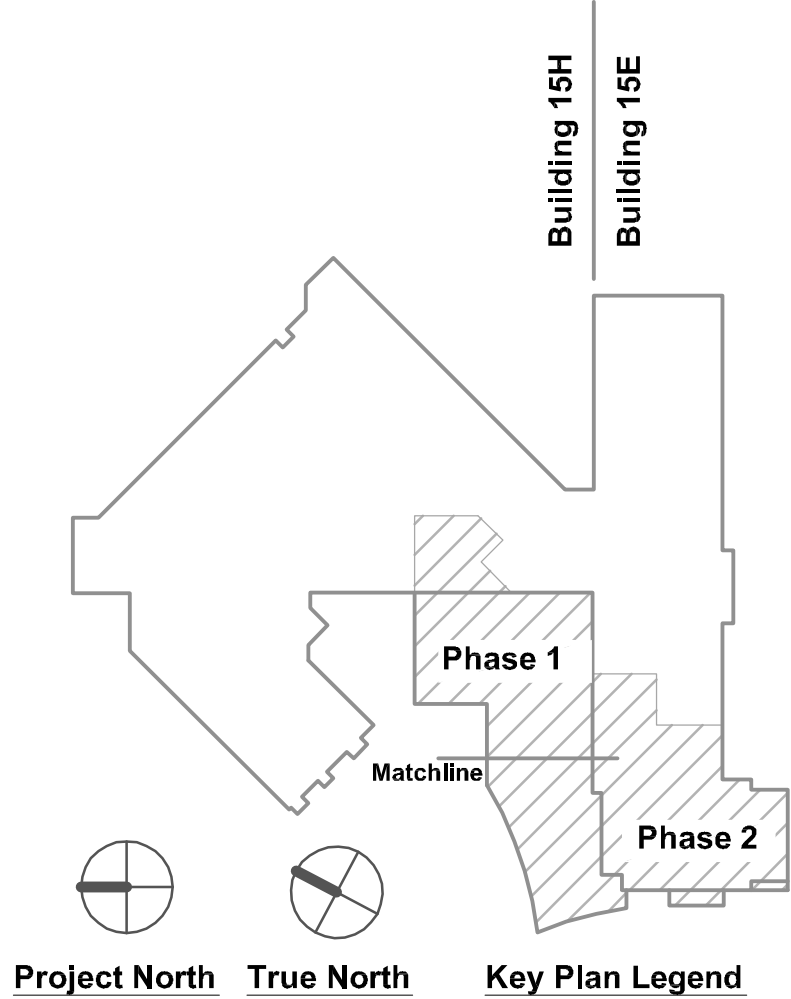 Building 15H
Building 15E
Phase 1
Matchline
Phase 2
Project North
True North
Key Plan Legend